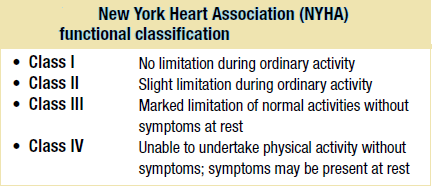 New York Heart Association (NYHA)
functional classification
• Class I No limitation during ordinary activity
• Class II Slight limitation during ordinary activity
• Class III Marked limitation of normal activities without
symptoms at rest
• Class IV Unable to undertake physical activity without
symptoms; symptoms may be present at rest